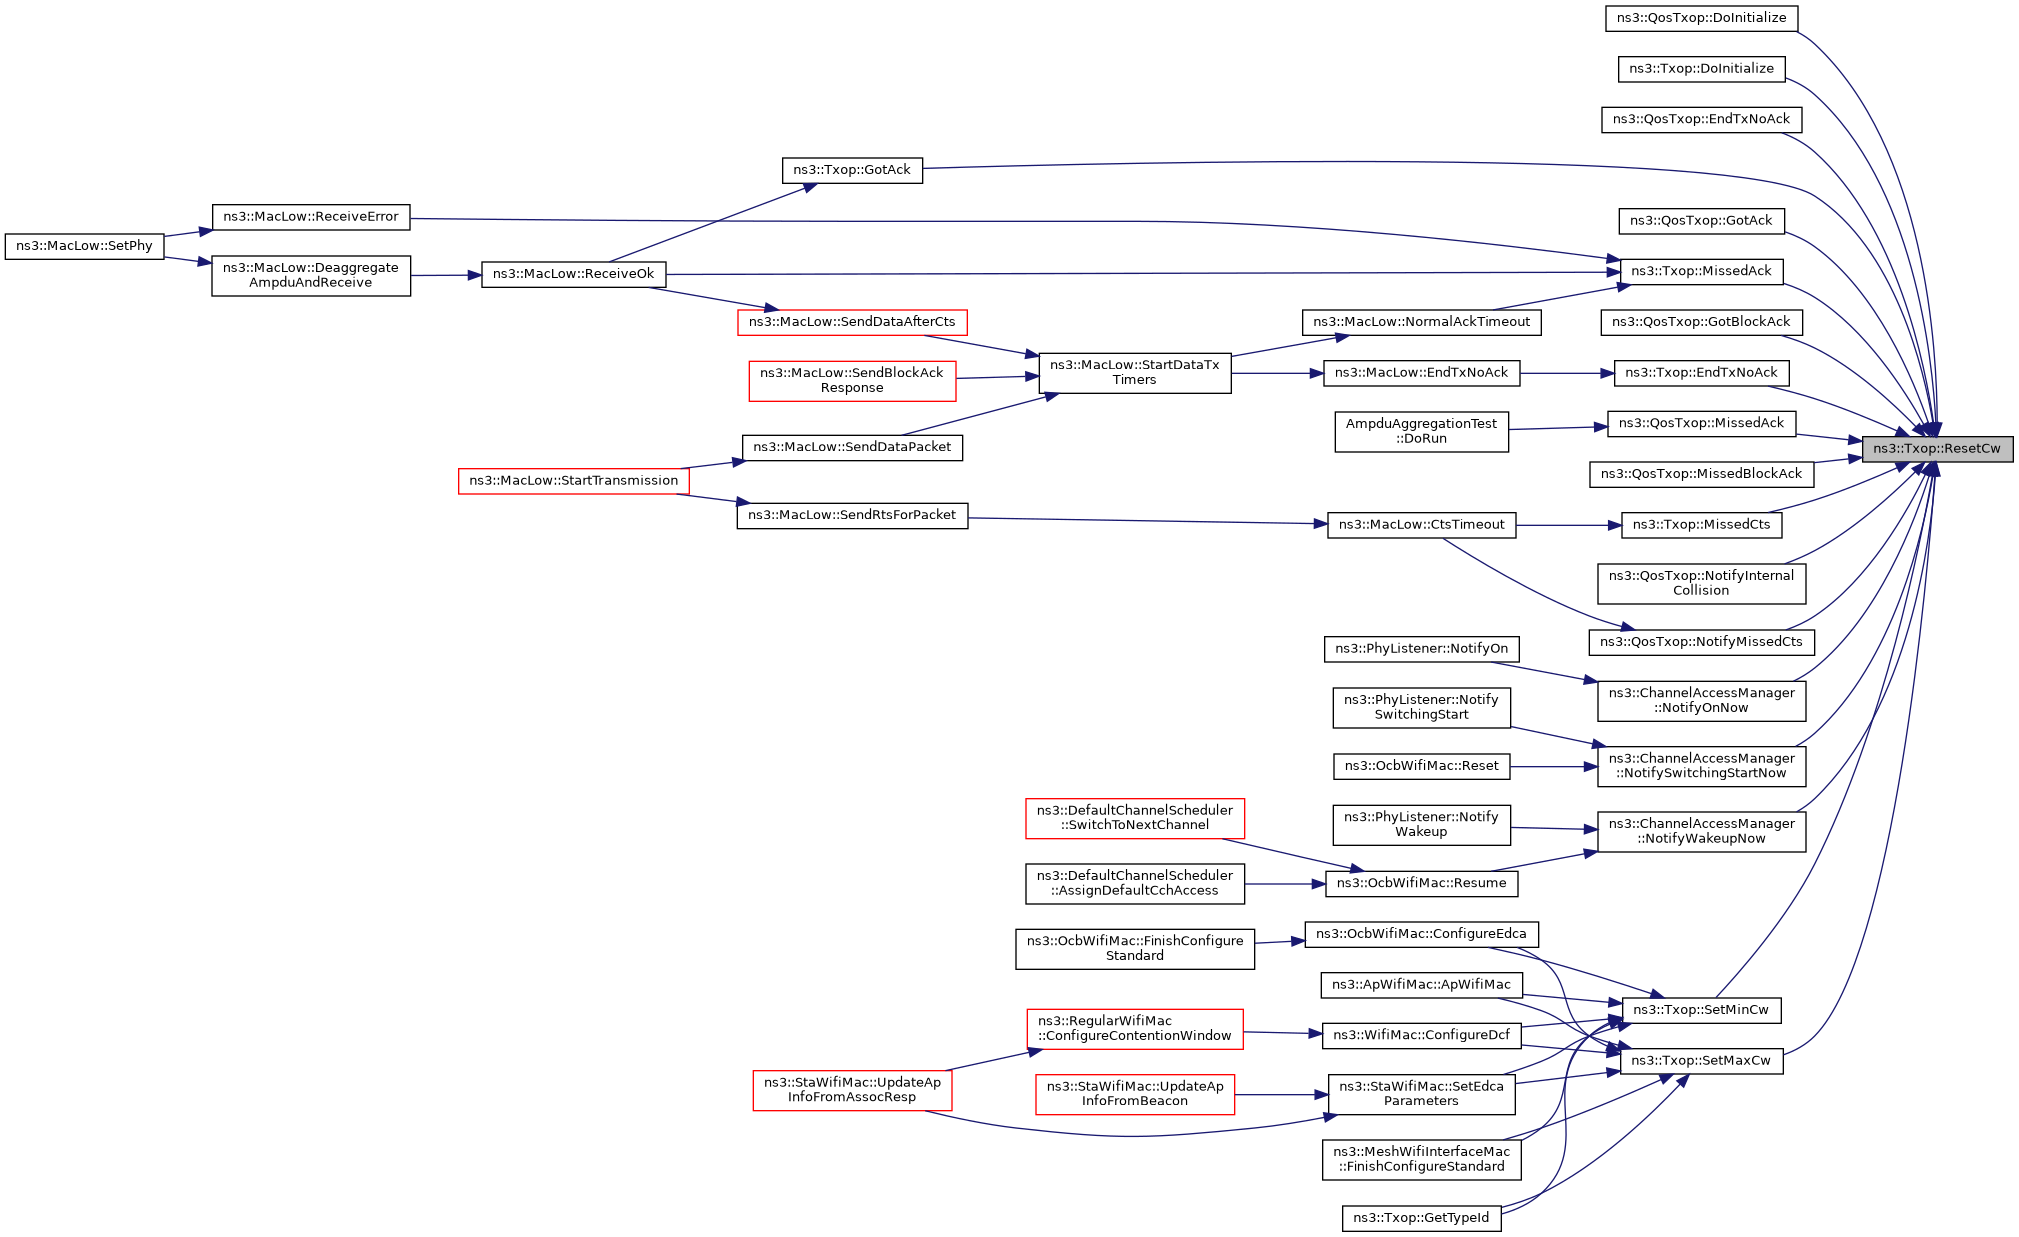 ns3::QosTxop::DoInitialize
ns3::Txop::DoInitialize
ns3::QosTxop::EndTxNoAck
ns3::Txop::GotAck
ns3::MacLow::ReceiveError
ns3::QosTxop::GotAck
ns3::MacLow::SetPhy
ns3::MacLow::Deaggregate
AmpduAndReceive
ns3::MacLow::ReceiveOk
ns3::Txop::MissedAck
ns3::MacLow::SendDataAfterCts
ns3::MacLow::NormalAckTimeout
ns3::QosTxop::GotBlockAck
ns3::MacLow::SendBlockAck
Response
ns3::MacLow::StartDataTx
Timers
ns3::MacLow::EndTxNoAck
ns3::Txop::EndTxNoAck
AmpduAggregationTest
::DoRun
ns3::QosTxop::MissedAck
ns3::MacLow::SendDataPacket
ns3::Txop::ResetCw
ns3::MacLow::StartTransmission
ns3::QosTxop::MissedBlockAck
ns3::MacLow::SendRtsForPacket
ns3::MacLow::CtsTimeout
ns3::Txop::MissedCts
ns3::QosTxop::NotifyInternal
Collision
ns3::QosTxop::NotifyMissedCts
ns3::PhyListener::NotifyOn
ns3::ChannelAccessManager
::NotifyOnNow
ns3::PhyListener::Notify
SwitchingStart
ns3::OcbWifiMac::Reset
ns3::ChannelAccessManager
::NotifySwitchingStartNow
ns3::DefaultChannelScheduler
::SwitchToNextChannel
ns3::PhyListener::Notify
Wakeup
ns3::ChannelAccessManager
::NotifyWakeupNow
ns3::DefaultChannelScheduler
::AssignDefaultCchAccess
ns3::OcbWifiMac::Resume
ns3::OcbWifiMac::FinishConfigure
Standard
ns3::OcbWifiMac::ConfigureEdca
ns3::ApWifiMac::ApWifiMac
ns3::Txop::SetMinCw
ns3::RegularWifiMac
::ConfigureContentionWindow
ns3::WifiMac::ConfigureDcf
ns3::Txop::SetMaxCw
ns3::StaWifiMac::UpdateAp
InfoFromAssocResp
ns3::StaWifiMac::UpdateAp
InfoFromBeacon
ns3::StaWifiMac::SetEdca
Parameters
ns3::MeshWifiInterfaceMac
::FinishConfigureStandard
ns3::Txop::GetTypeId